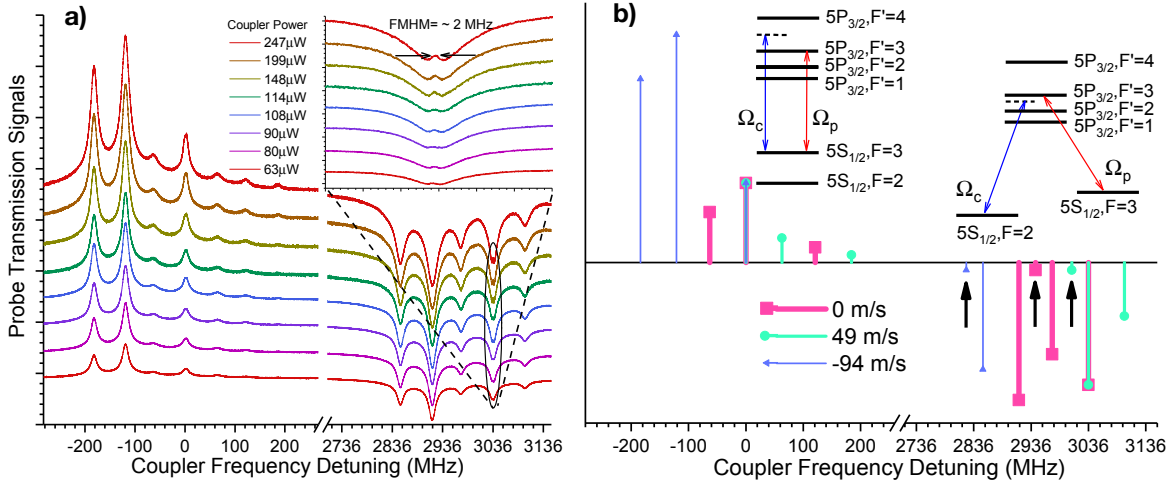 a)
Probe Transmission Signals
Coupler Power
247μW
199μW
148μW
114μW
108μW
90μW
80μW
63μW
FMHM= ~ 2 MHz
-200 -100 0 100 200 2736 2836 2936 3036 3136
Coupler Frequency Detuning (MHz)
b)
5P3/2,F'=4
5P3/2,F'=3
5P3/2,F'=2
5P3/2,F'=1
Ωc
Ωp
5S1/2,F=3
5S1/2,F=2
5P3/2,F'=4
5P3/2,F'=3
5P3/2,F'=2
5P3/2,F'=1
Ωc
Ωp
5S1/2,F=3
5S1/2,F=2
0 m/s
49 m/s
-94 m/s
-200 -100 0 100 200 2736 2836 2936 3036 3136
Coupler Frequency Detuning (MHz)